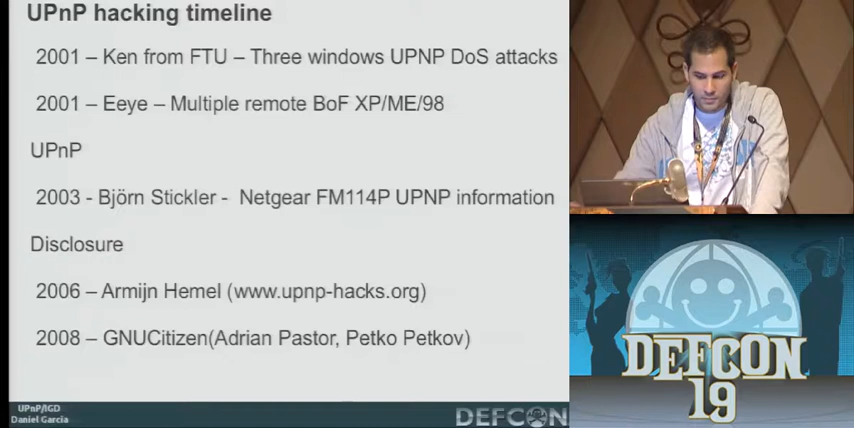 UPnP hacking timeline
2001 – Ken from FTU – Three windows UPNP DoS attacks
2001 – Eeye – Multiple remote BoF XP/ME/98
UPnP
2003 - Björn Stickler - Netgear FM114P UPNP information
Disclosure
2006 – Armijn Hemel (www.upnp-hacks.org)
2008 – GNUCitizen(Adrian Pastor, Petko Petkov)
UPnP/IGD
Daniel Garcia
DEFCON
DEFCON
19